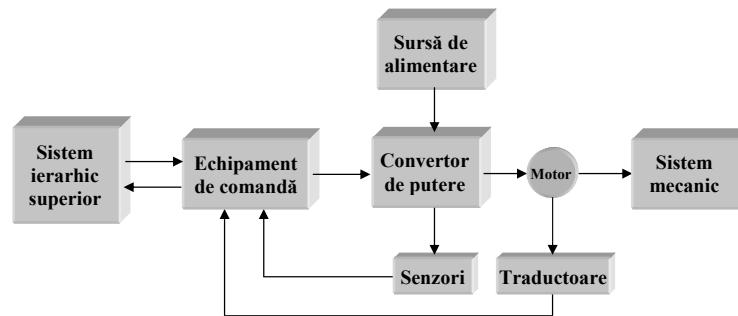 Sursă de
alimentare
Sistem
ierarhic
superior
Echipament
de comandă
Convertor
de putere
Motor
Sistem
mecanic
Senzori
Traductoare